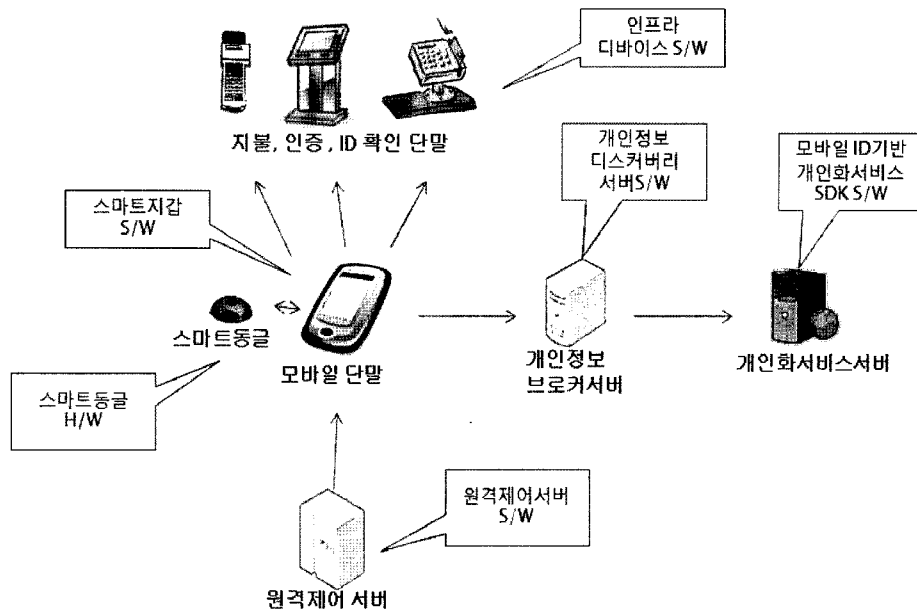 인프라
디바이스 S/W
지불, 인증, ID 확인 단말
개인정보
디스커버리
서버S/W
모바일 ID기반
개인화서비스
SDK S/W
스마트지갑
S/W
스마트동글
모바일 단말
개인정보
브로커서버
개인화서비스서버
스마트동글
H/W
원격제어서버
S/W
원격제어 서버